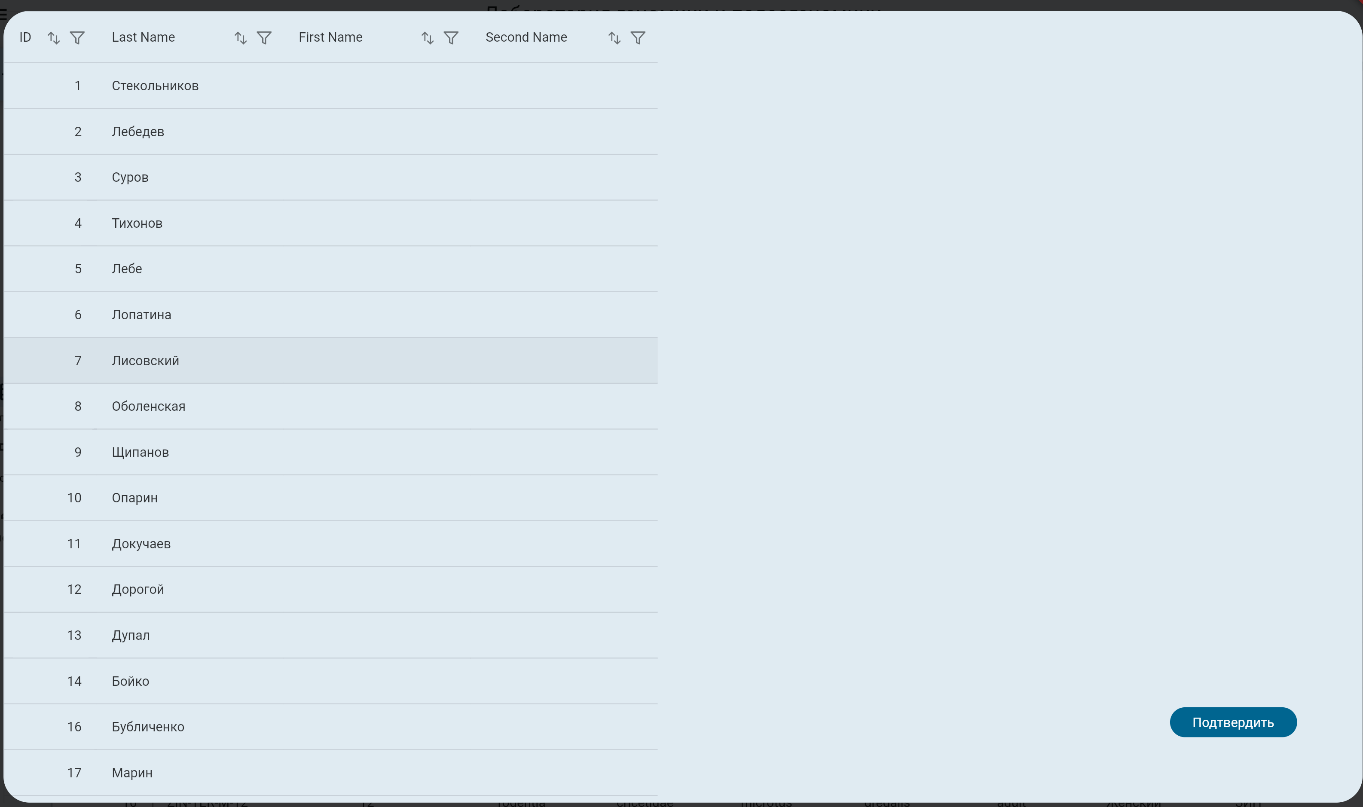 ID Last Name First Name Second Name
1 Стекольников
2 Лебедев
3 Суров
4 Тихонов
5 Лебе
6 Лопатина
7 Лисовский
8 Оболенская
9 Щипанов
10 Опарин
11 Докучаев
12 Дорогой
13 Дупал
14 Бойко
16 Бубличенко
Подтвердить
17 Марин